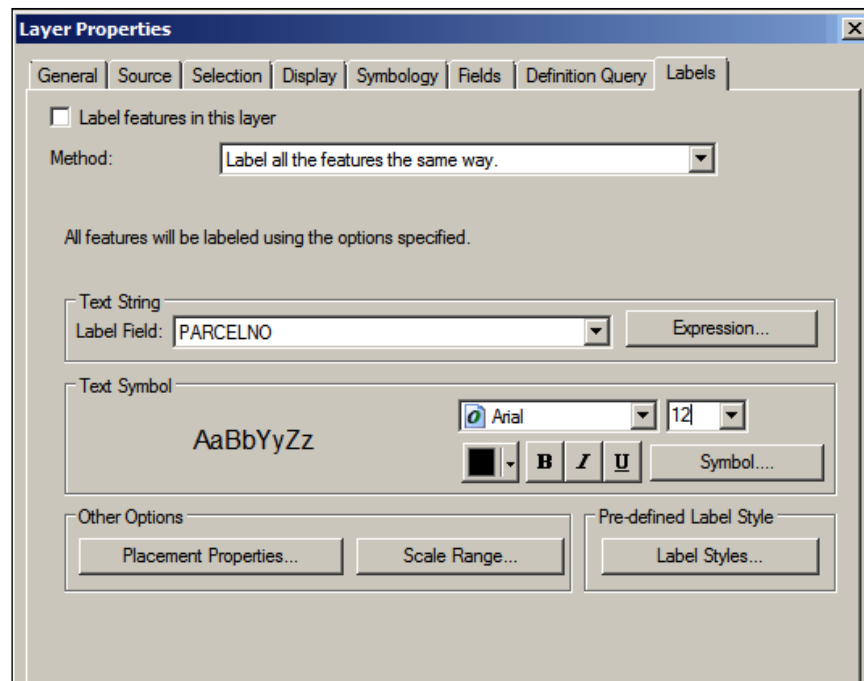 Layer Properties
General Source Selection Display Symbology Fields Definition Query Labels
Label features in this layer
Method: Label all the features the same way.
All features will be labeled using the options specified.
Text String
Label Field: PARCELNO Expression...
Text Symbol
AaBbYyZz Arial 12
B I U Symbol....
Other Options Pre-defined Label Style
Placement Properties... Scale Range... Label Styles...